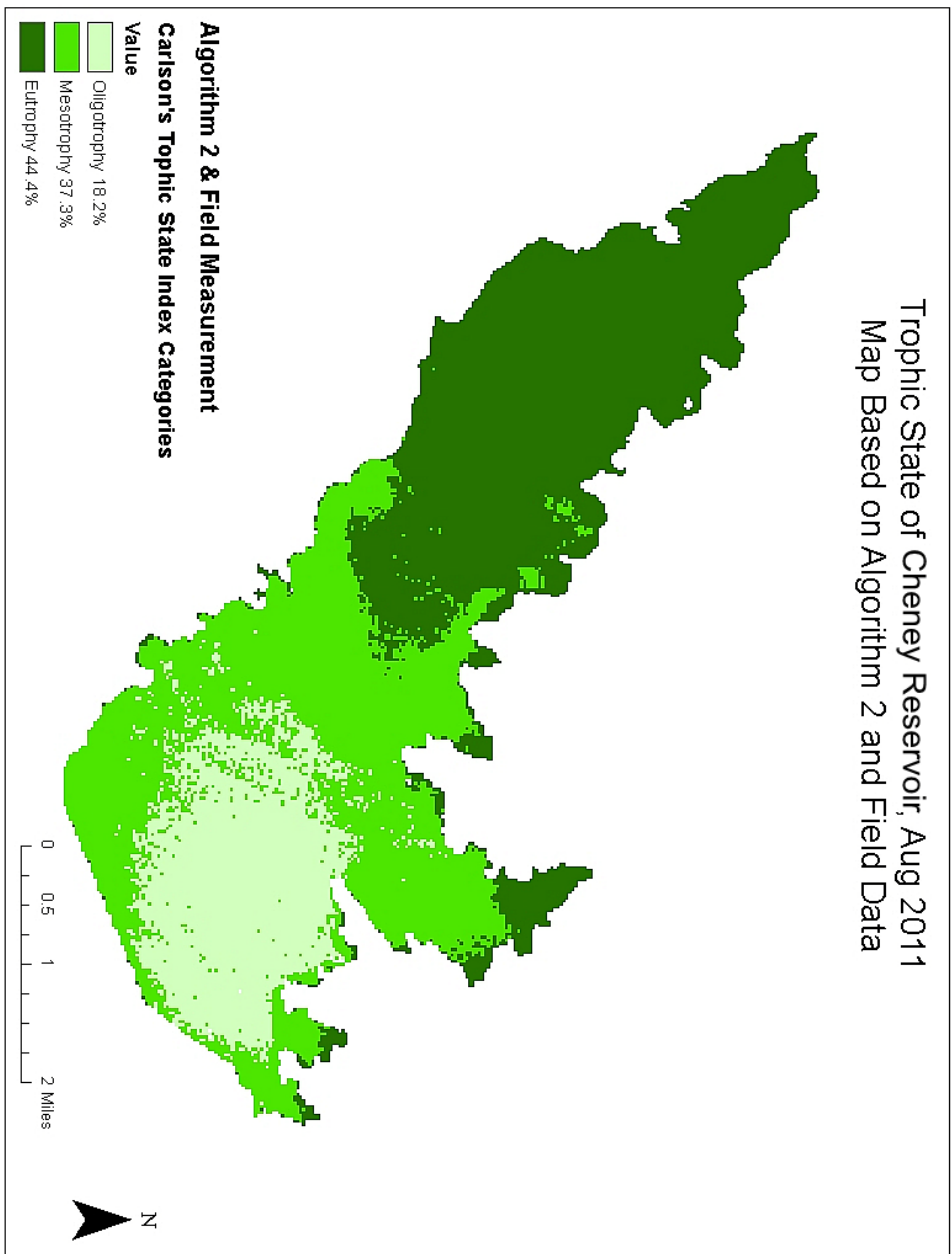 Trophic State of Cheney Reservoir, Aug 2011
Map Based on Algorithm 2 and Field Data
Algorithm 2 & Field Measurement
Carlson's Tophic State Index Categories
Value
Oligotrophy 18.2%
Mesotrophy 37.3%
Eutrophy 44.4%
0 0.5 1 2 Miles
N